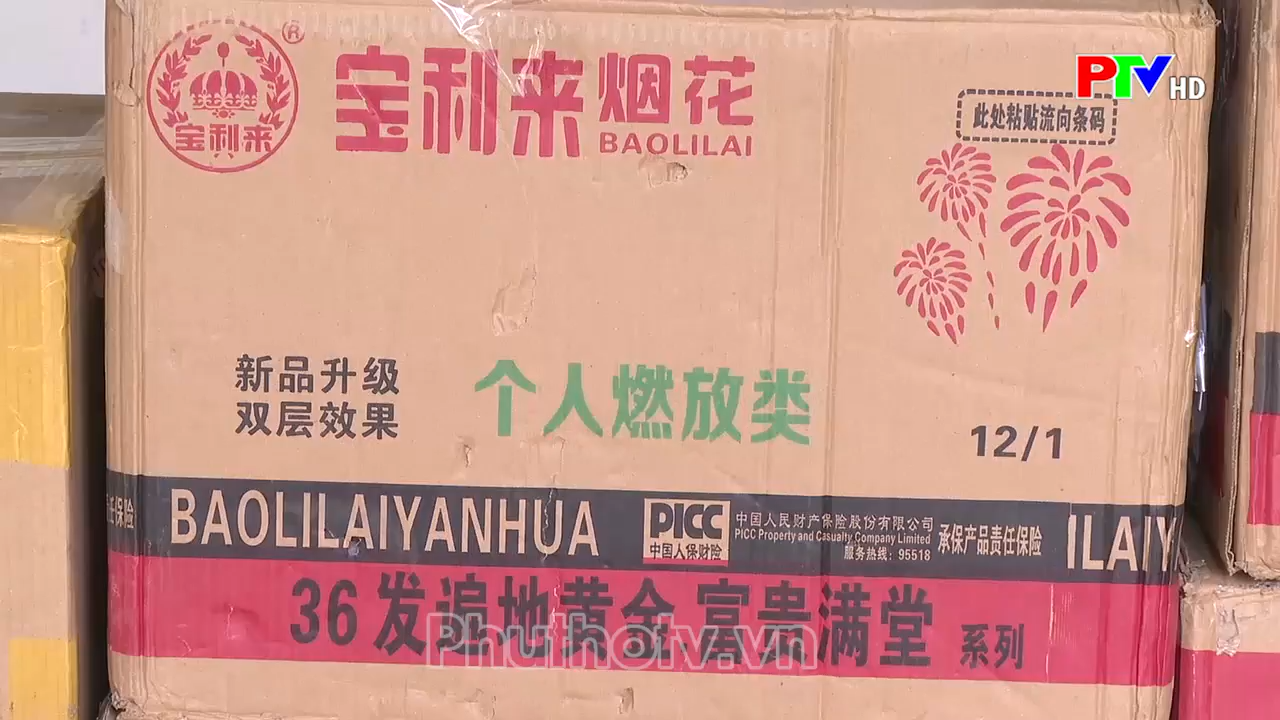 宝利来烟花
BAOLILAI
®
宝利来
PTV HD
此处粘贴流向条码
新品升级
双层效果
个人燃放类
12/1
任保险
BAOLILAIYANHUA
PICC
中国人保财险
中国人民财产保险股份有限公司
PICC Property and Casualty Company Limited
服务热线：95518
承保产品责任保险
ILAIY
36发遍地黄金.富贵满堂 系列
Phuthotv.vn